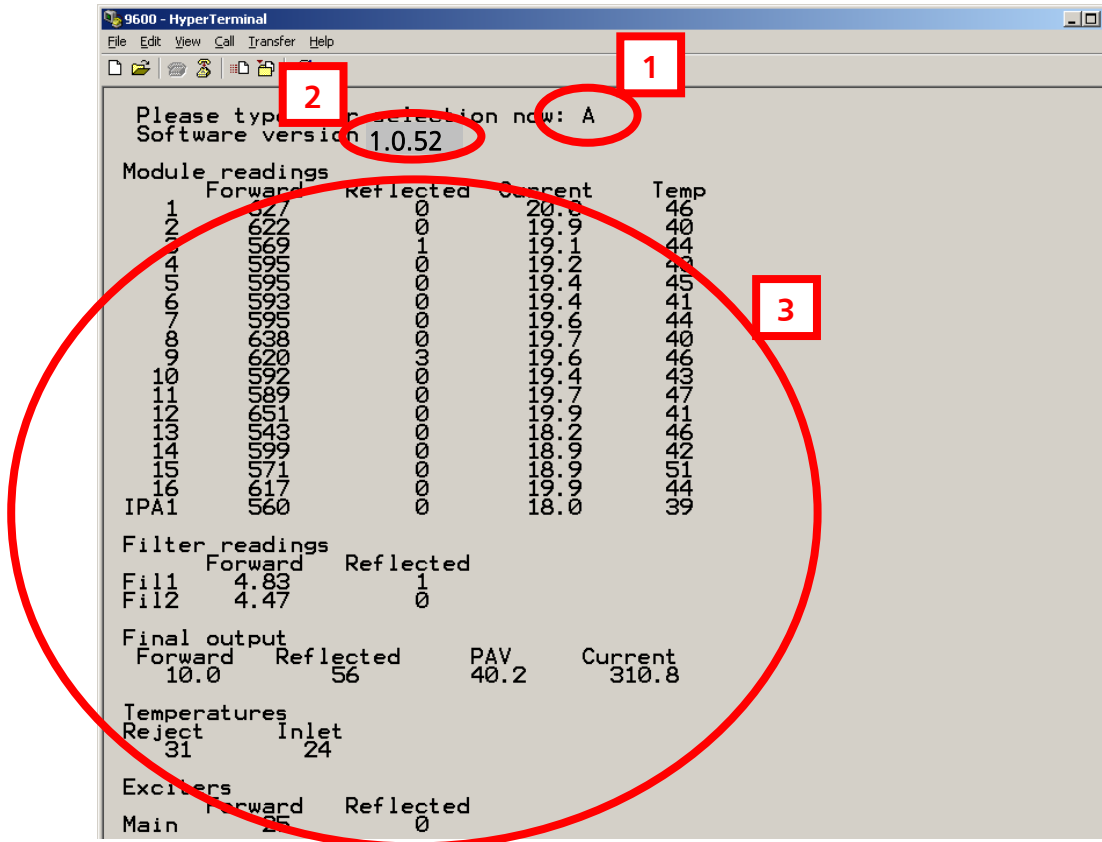 9600 - HyperTerminal
File Edit View Call Transfer Help
1
2
Please type selection now: A
Software version 1.0.52
Module readings
Forward Reflected Current Temp
1 627 0 46
2 622 0 19.9 40
3 569 1 19.1 44
4 595 0 19.2 40
5 595 0 19.4 45
6 593 0 19.4 41
7 595 0 19.6 44
3
8 638 0 19.7 40
9 620 3 19.6 46
10 592 0 19.4 43
11 589 0 19.7 47
12 651 0 19.9 41
13 543 0 18.2 46
14 599 0 18.9 42
15 571 0 18.9 51
16 617 0 19.9 44
IPA1 560 0 18.0 39
Filter readings
Forward Reflected
Fil1 4.83 1
Fil2 4.47 0
Final output
Forward Reflected PAV Current
10.0 56 40.2 310.8
Temperatures
Reject Inlet
31 24
Exciters
Forward Reflected
Main 25 0